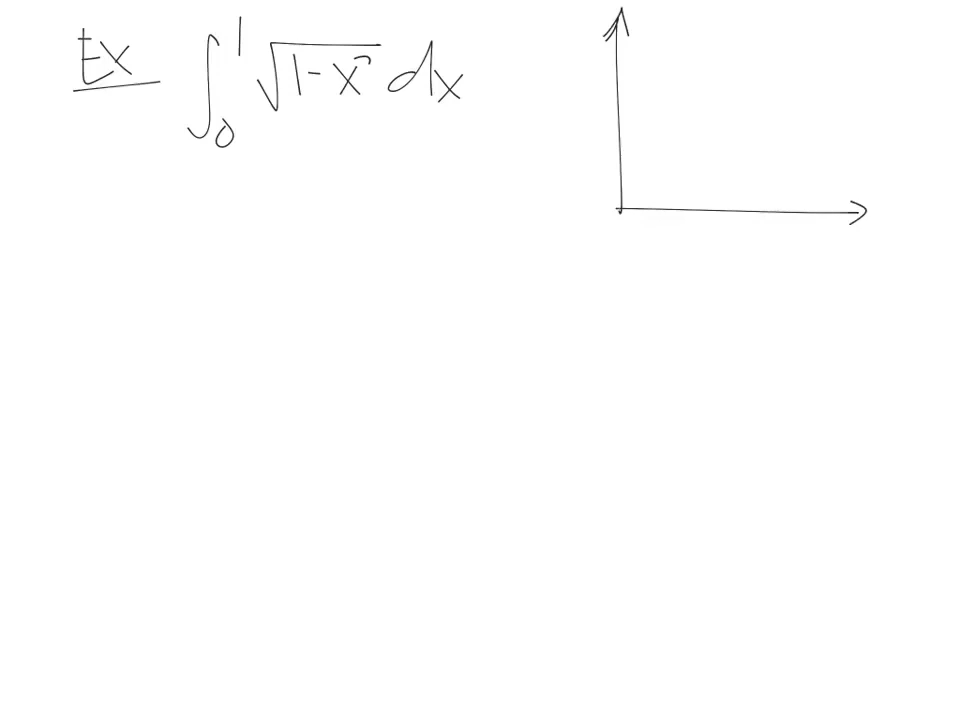 Ex ∫₀¹ √(1-x²) dx